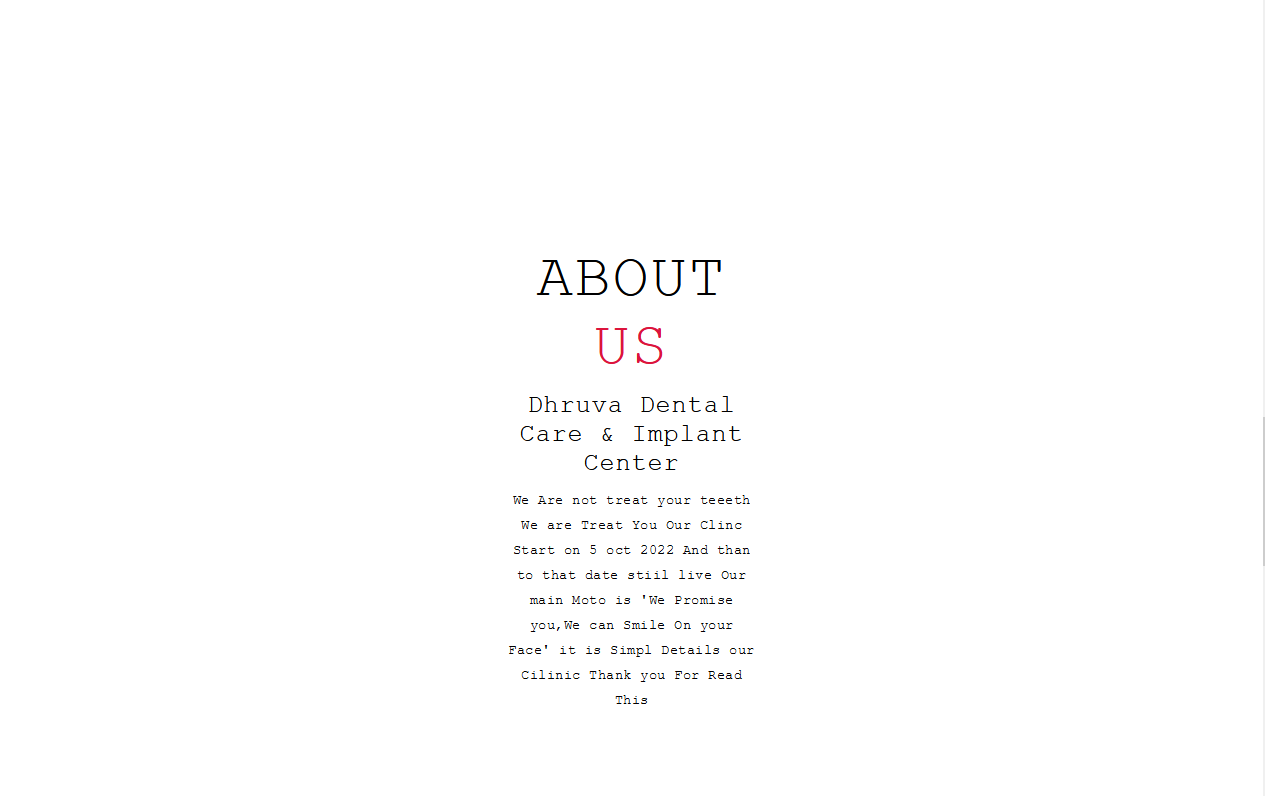 ABOUT
US
Dhruva Dental
Care & Implant
Center
We Are not treat your teeeth
We are Treat You Our Clinc
Start on 5 oct 2022 And than
to that date stiil live Our
main Moto is 'We Promise
you,We can Smile On your
Face' it is Simpl Details our
Cilinic Thank you For Read
This